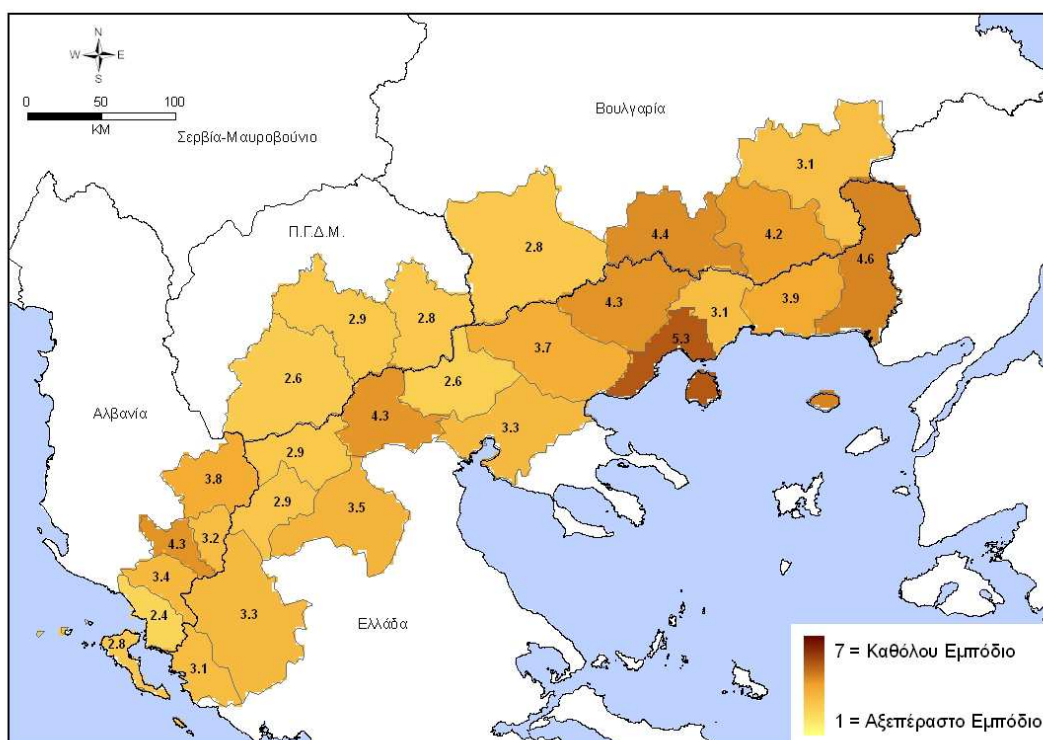 N
W E
S
0 50 100
KM
Σερβία-Μαυροβούνιο
Βουλγαρία
Π.Γ.Δ.Μ.
Αλβανία
Ελλάδα
3.1
4.4
4.2
2.8
4.6
4.3
3.1
3.9
2.9
2.8
5.3
3.7
2.6
2.6
4.3
3.3
2.9
3.8
2.9
3.5
3.2
4.3
3.4
2.4
3.3
2.8
3.1
7 = Καθόλου Εμπόδιο
1 = Αξεπέραστο Εμπόδιο